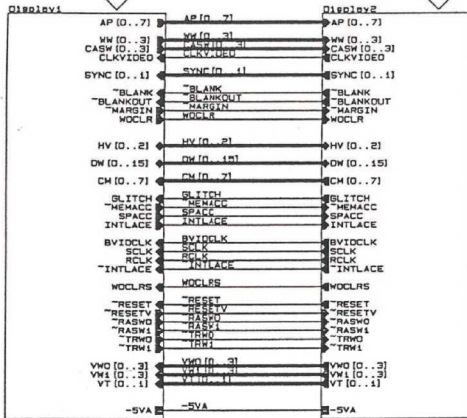 Display1 Display2
AP[0..7] AP[0..7] AP[0..7]
WW[0..3] WW[0..3] WW[0..3]
CASW[0..3] CASW[0..3] CASW[0..3]
CLKVIDEO CLKVIDEO CLKVIDEO
SYNC[0..1] SYNC[0..1] SYNC[0..1]
~BLANK ~BLANK ~BLANK
~BLANKOUT ~BLANKOUT ~BLANKOUT
~MARGIN ~MARGIN ~MARGIN
WOCLR WOCLR WOCLR
HV[0..2] HV[0..2] HV[0..2]
DW[0..15] DW[0..15] DW[0..15]
CM[0..7] CM[0..7] CM[0..7]
GLITCH GLITCH GLITCH
~MEMACC ~MEMACC ~MEMACC
SPACC SPACC SPACC
INTLACE INTLACE INTLACE
BVIDCLK BVIDCLK BVIDCLK
SCLK SCLK SCLK
RCLK RCLK RCLK
~INTLACE ~INTLACE ~INTLACE
WOCLRS WOCLRS WOCLRS
~RESET ~RESET ~RESET
~RESETV ~RESETV ~RESETV
~RASW0 ~RASW0 ~RASW0
~RASW1 ~RASW1 ~RASW1
~TRW0 ~TRW0 ~TRW0
~TRW1 ~TRW1 ~TRW1
VW0[0..3] VW0[0..3] VW0[0..3]
VW1[0..3] VW1[0..3] VW1[0..3]
VT[0..1] VT[0..1] VT[0..1]
-5VA -5VA -5VA